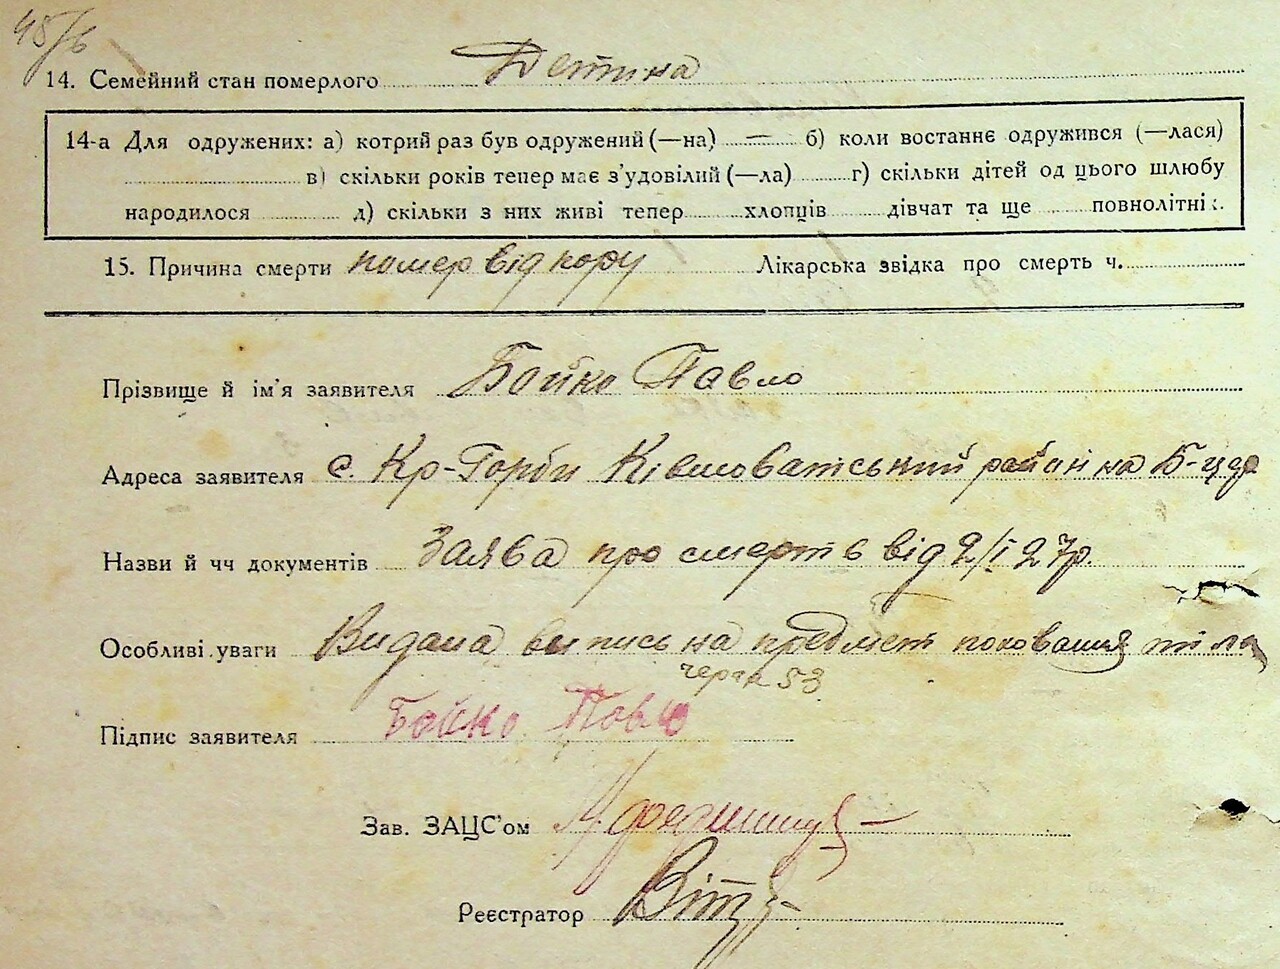 45/6
14. Семейний стан померлого Дитина
14-а Для одружених: а) котрий раз був одружений (—на) = б) коли востаннє одружився (—лася)
в) скільки років тепер має з'удовілий (—ла) г) скільки дітей од цього шлюбу
народилося д) скільки з них живі тепер хлопців дівчат та ще повнолітні.
15. Причина смерти помер від кору Лікарська звідка про смерть ч.
Прізвище й ім'я заявителя Бойко Павло
Адреса заявителя с. Кр-Горби район на Б-цер
Назви й чч документів Заява про смерть від 2/I 27р.
Особливі уваги Видана выпись на предмет поховання тіла
53
Підпис заявителя Бойко Павло
Зав. ЗАЦС'ом
Реєстратор